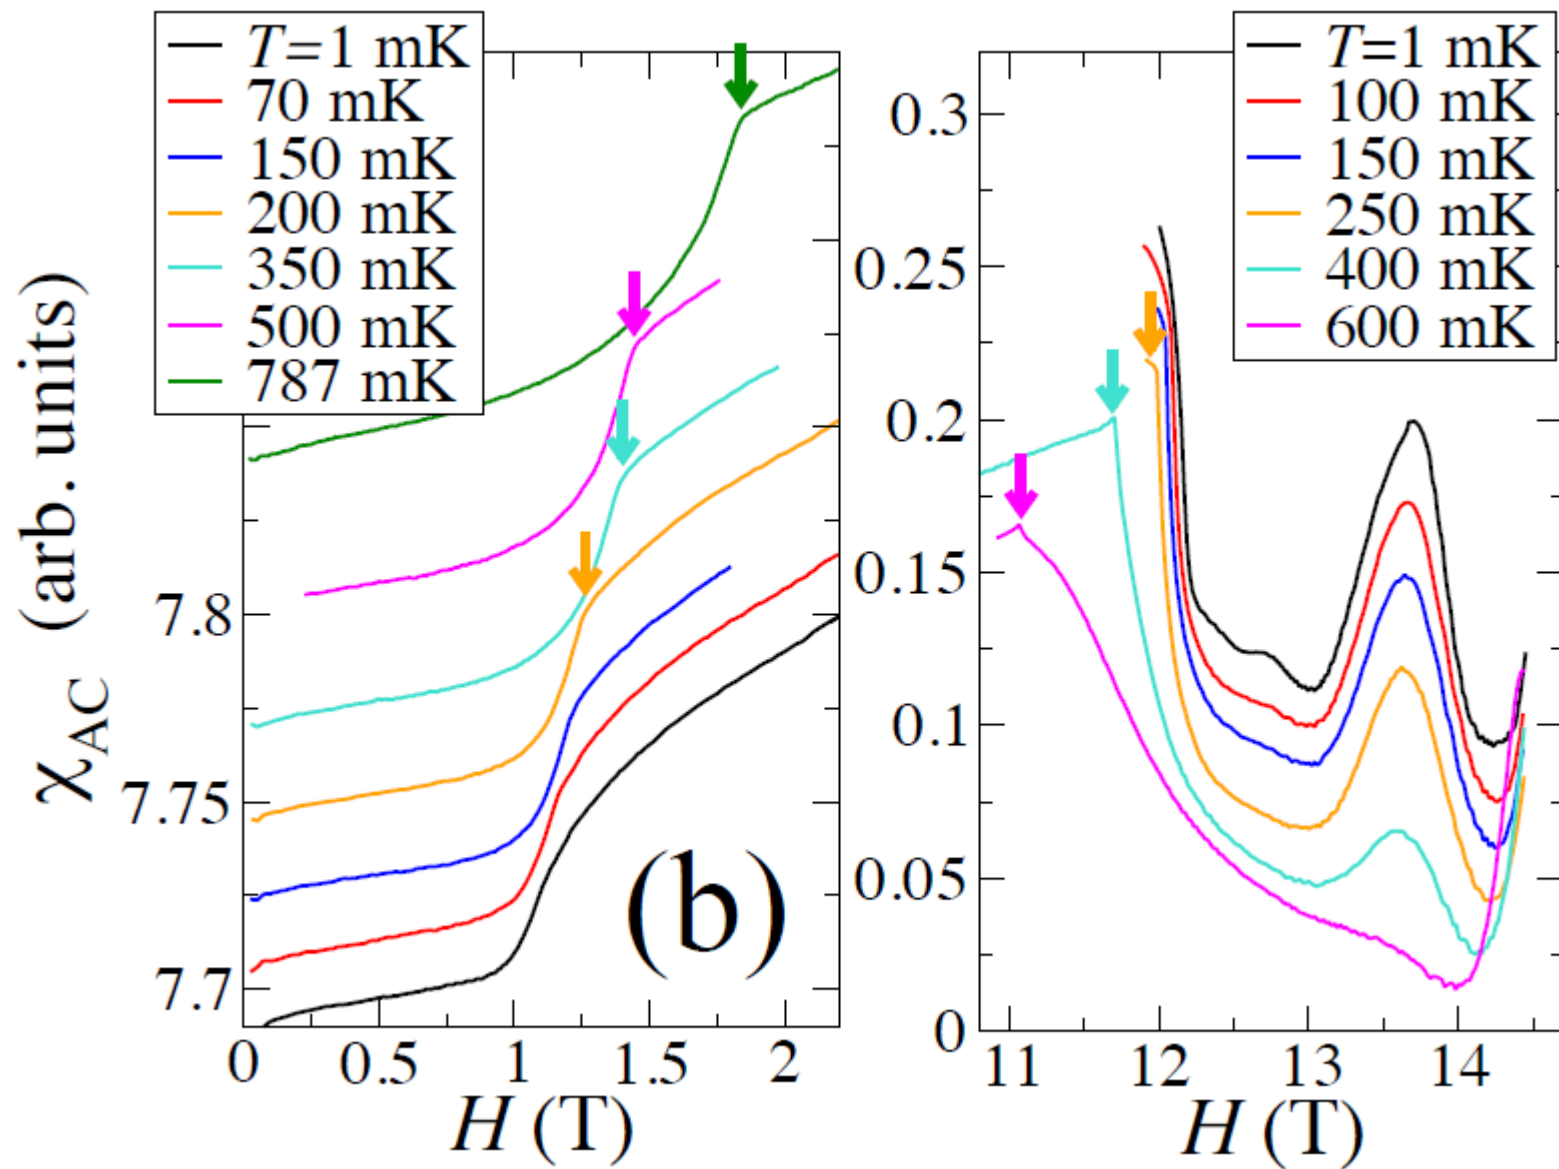 T=1 mK
70 mK
150 mK
200 mK
350 mK
500 mK
787 mK
χAC (arb. units)
7.8
7.75
7.7
(b)
0 0.5 1 1.5 2
H (T)
T=1 mK
100 mK
150 mK
250 mK
400 mK
600 mK
0.3
0.25
0.2
0.15
0.1
0.05
0
11 12 13 14
H (T)